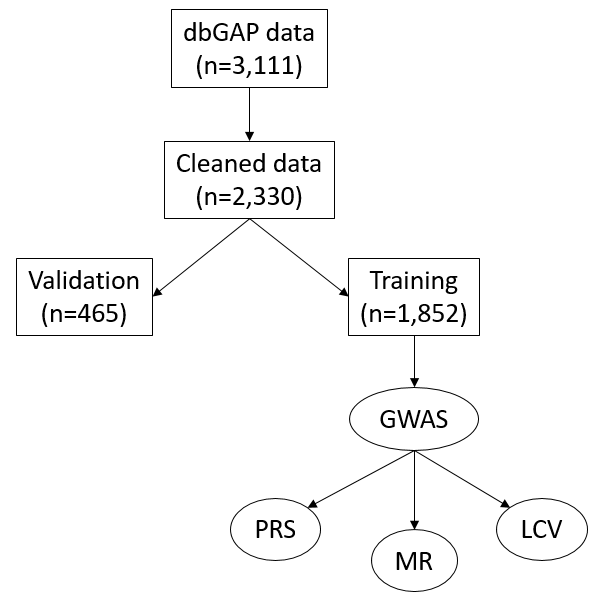 dbGAP data
(n=3,111)
Cleaned data
(n=2,330)
Validation
(n=465)
Training
(n=1,852)
GWAS
PRS
MR
LCV